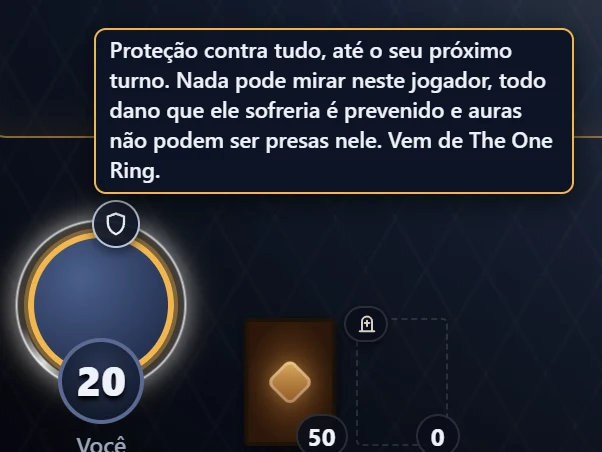 Proteção contra tudo, até o seu próximo
turno. Nada pode mirar neste jogador, todo
dano que ele sofreria é prevenido e auras
não podem ser presas nele. Vem de The One
Ring.
20
Você
50
0